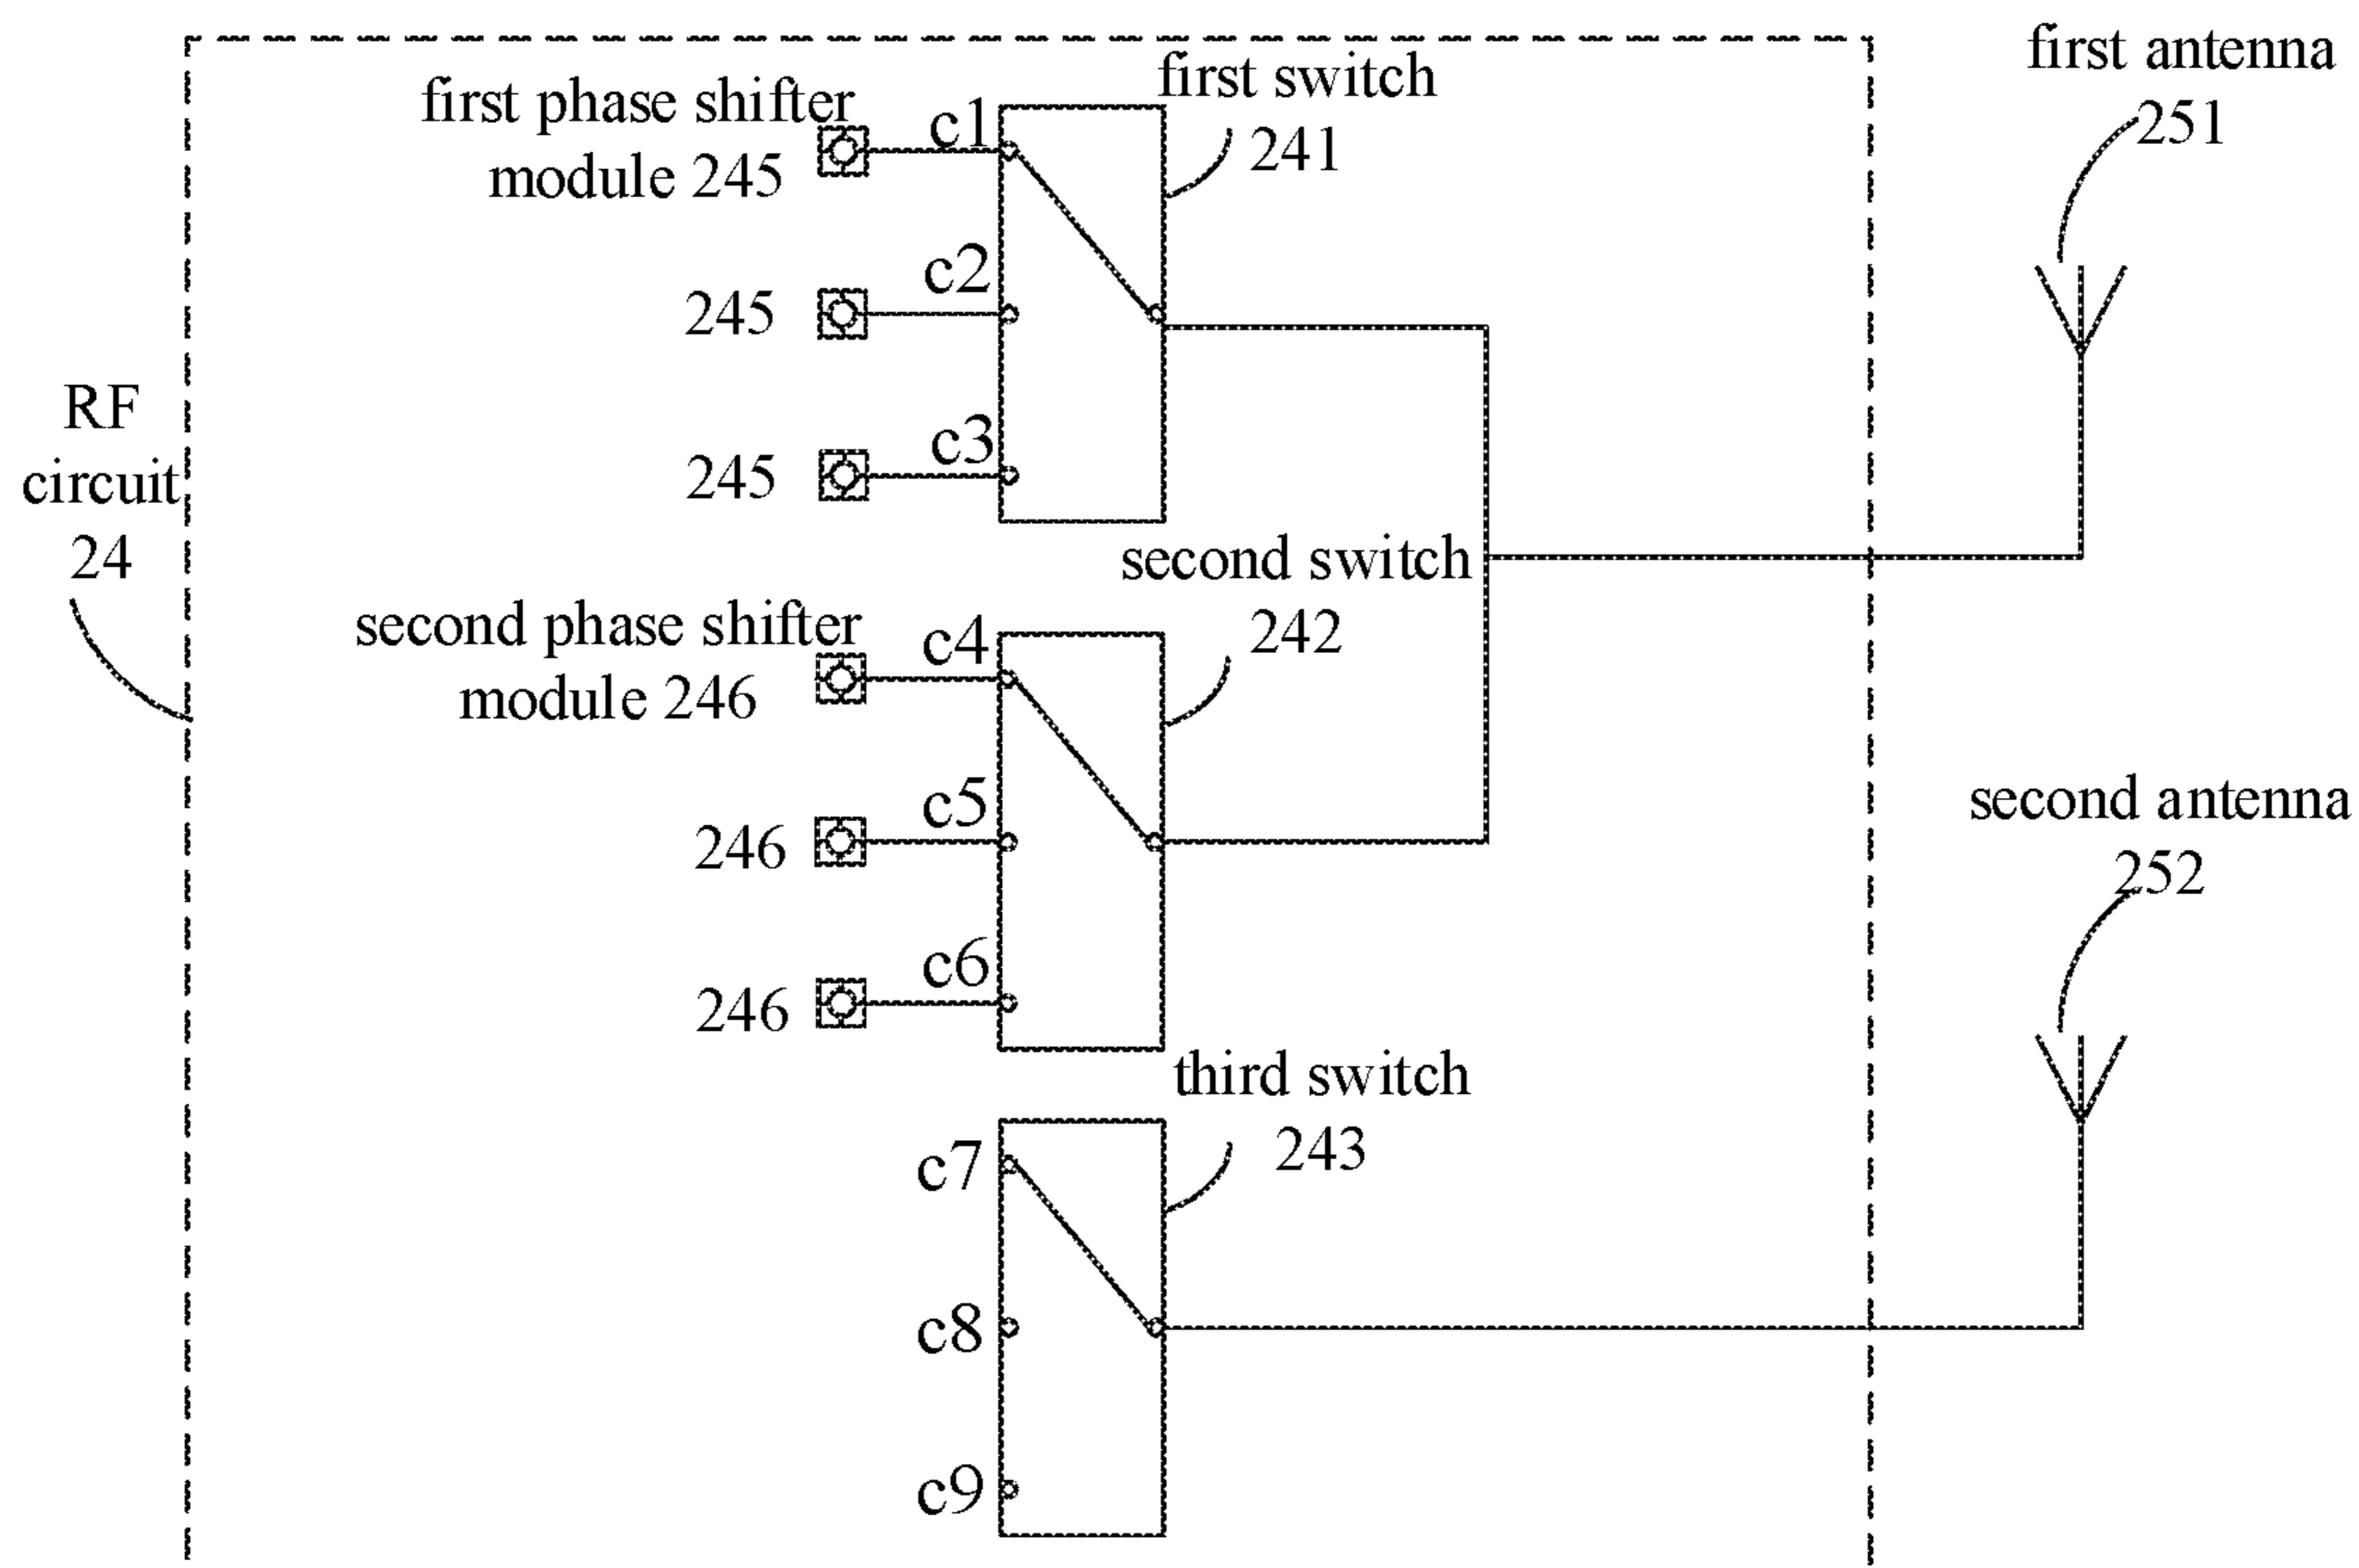 first phase shifter
module 245
c1
first switch
241
first antenna
251
245
c2
245
c3
RF
circuit
24
second switch
242
second phase shifter
module 246
c4
246
c5
second antenna
252
246
c6
third switch
243
c7
c8
c9